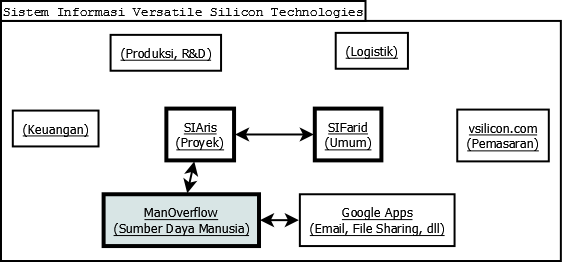 Sistem Informasi Versatile Silicon Technologies
(Produksi, R&D)
(Logistik)
(Keuangan)
SIAris
(Proyek)
SIFarid
(Umum)
vsilicon.com
(Pemasaran)
ManOverflow
(Sumber Daya Manusia)
Google Apps
(Email, File Sharing, dll)